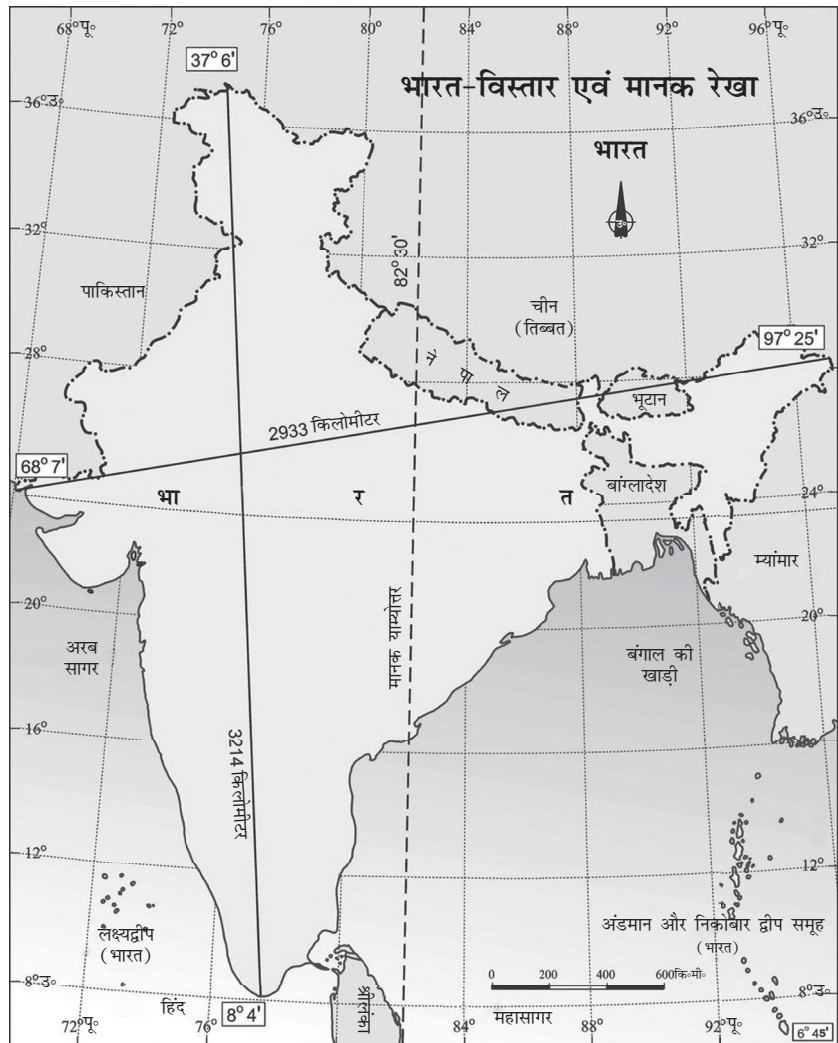 68°पू.
72°
76°
80°
84°
88°
92°
96°पू.
37° 6'
भारत-विस्तार एवं मानक रेखा
36°उ.
36°उ.
भारत
उ०
32°
32°
82° 30'
पाकिस्तान
चीन
(तिब्बत)
97° 25'
28°
नेपाल
भूटान
2933 किलोमीटर
68° 7'
बांग्लादेश
भा र त
24°
म्यांमार
20°
20°
मानक याम्योत्तर
अरब
सागर
बंगाल की
खाड़ी
16°
16°
3214 किलोमीटर
12°
12°
लक्ष्यद्वीप
(भारत)
अंडमान और निकोबार द्वीप समूह
(भारत)
0 200 400 600कि॰मी॰
8°उ.
8°उ.
हिंद
8° 4'
श्रीलंका
महासागर
72°पू.
76°
84°
88°
92°पू.
6° 45'